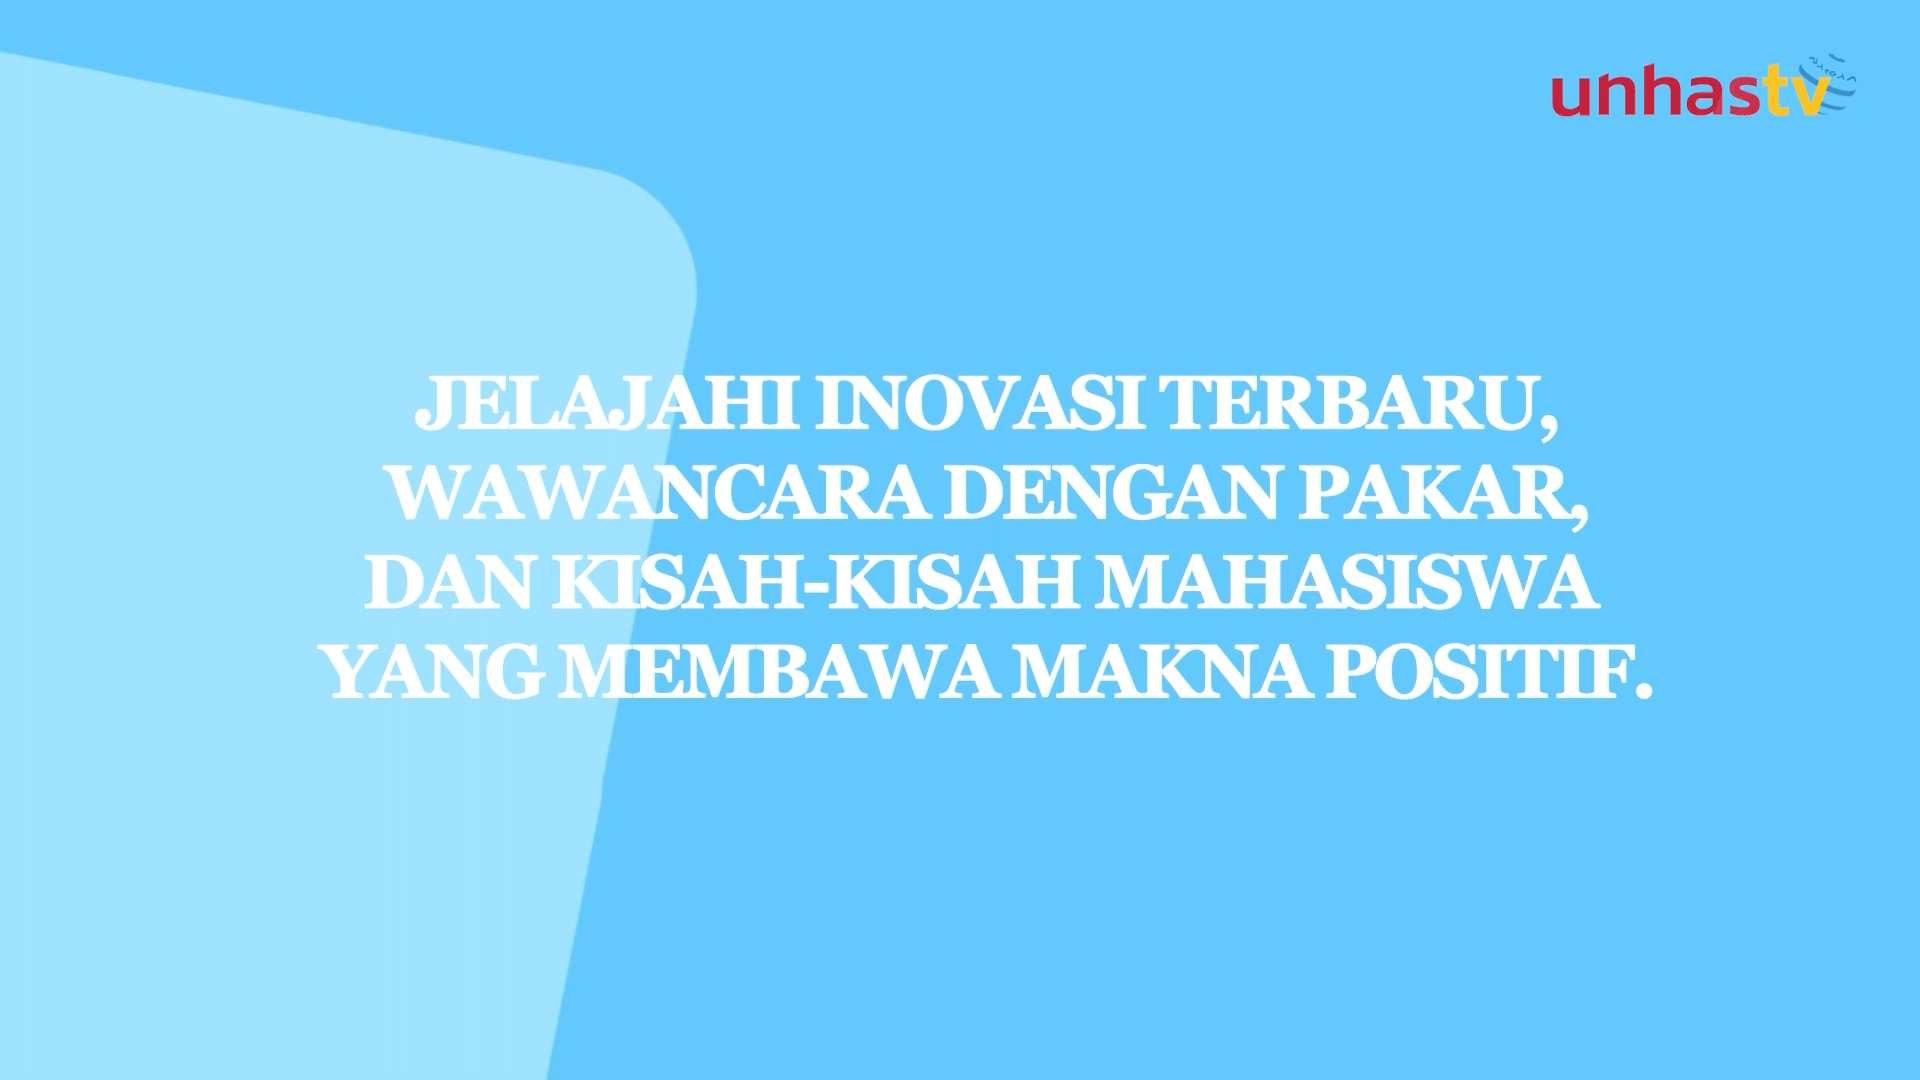 unhastv
JELAJAHI INOVASI TERBARU,
WAWANCARA DENGAN PAKAR,
DAN KISAH-KISAH MAHASISWA
YANG MEMBAWA MAKNA POSITIF.